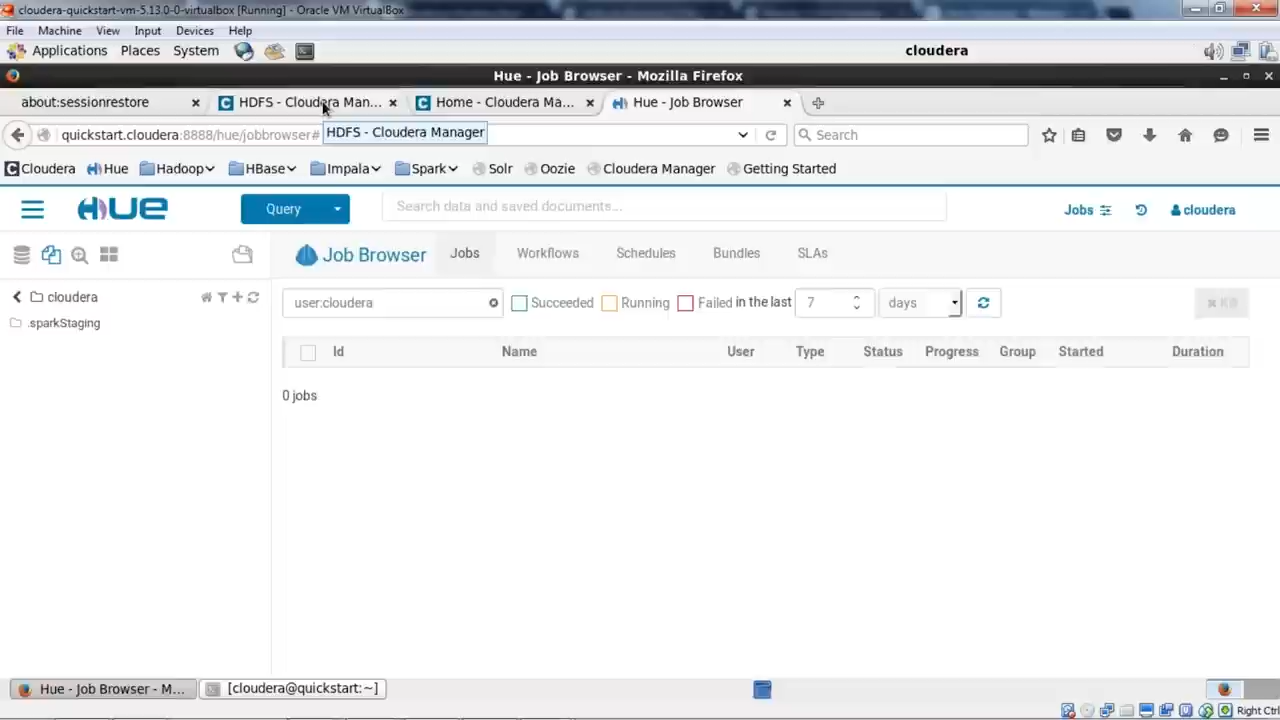 cloudera-quickstart-vm-5.13.0-0-virtualbox [Running] - Oracle VM VirtualBox
File Machine View Input Devices Help
Applications Places System cloudera
Hue - Job Browser - Mozilla Firefox
about:sessionrestore HDFS - Cloudera Man... Home - Cloudera Ma... Hue - Job Browser
quickstart.cloudera:8888/hue/jobbrowser# HDFS - Cloudera Manager Search
Cloudera Hue Hadoop HBase Impala Spark Solr Oozie Cloudera Manager Getting Started
HUE Query Search data and saved documents... Jobs cloudera
Job Browser Jobs Workflows Schedules Bundles SLAs
cloudera user:cloudera Succeeded Running Failed in the last 7 days Kill
.sparkStaging
Id Name User Type Status Progress Group Started Duration
0 jobs
Hue - Job Browser - M... [cloudera@quickstart:~]
Right Ctrl